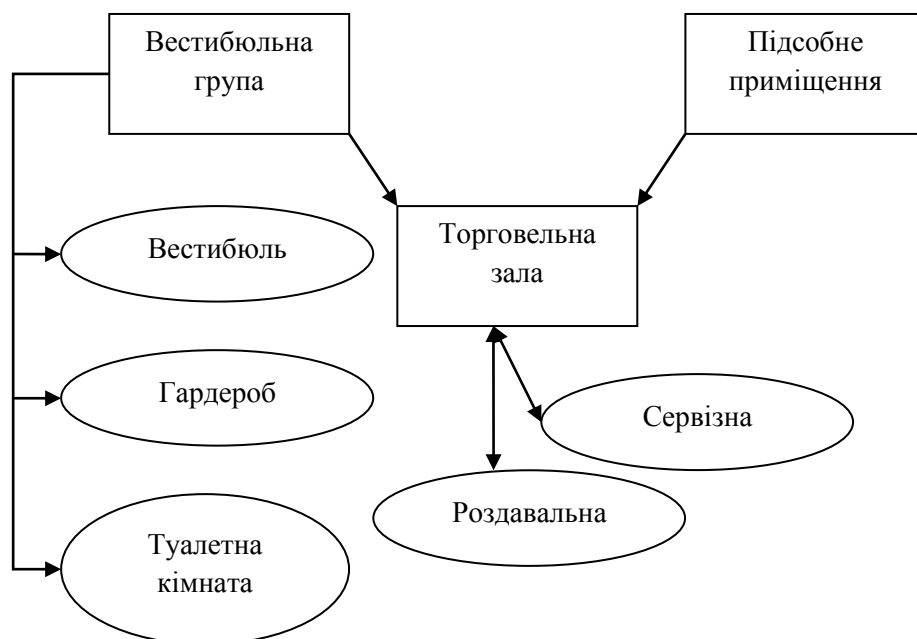 Вестибюльна
група
Підсобне
приміщення
Торговельна
зала
Вестибюль
Гардероб
Сервізна
Роздавальна
Туалетна
кімната